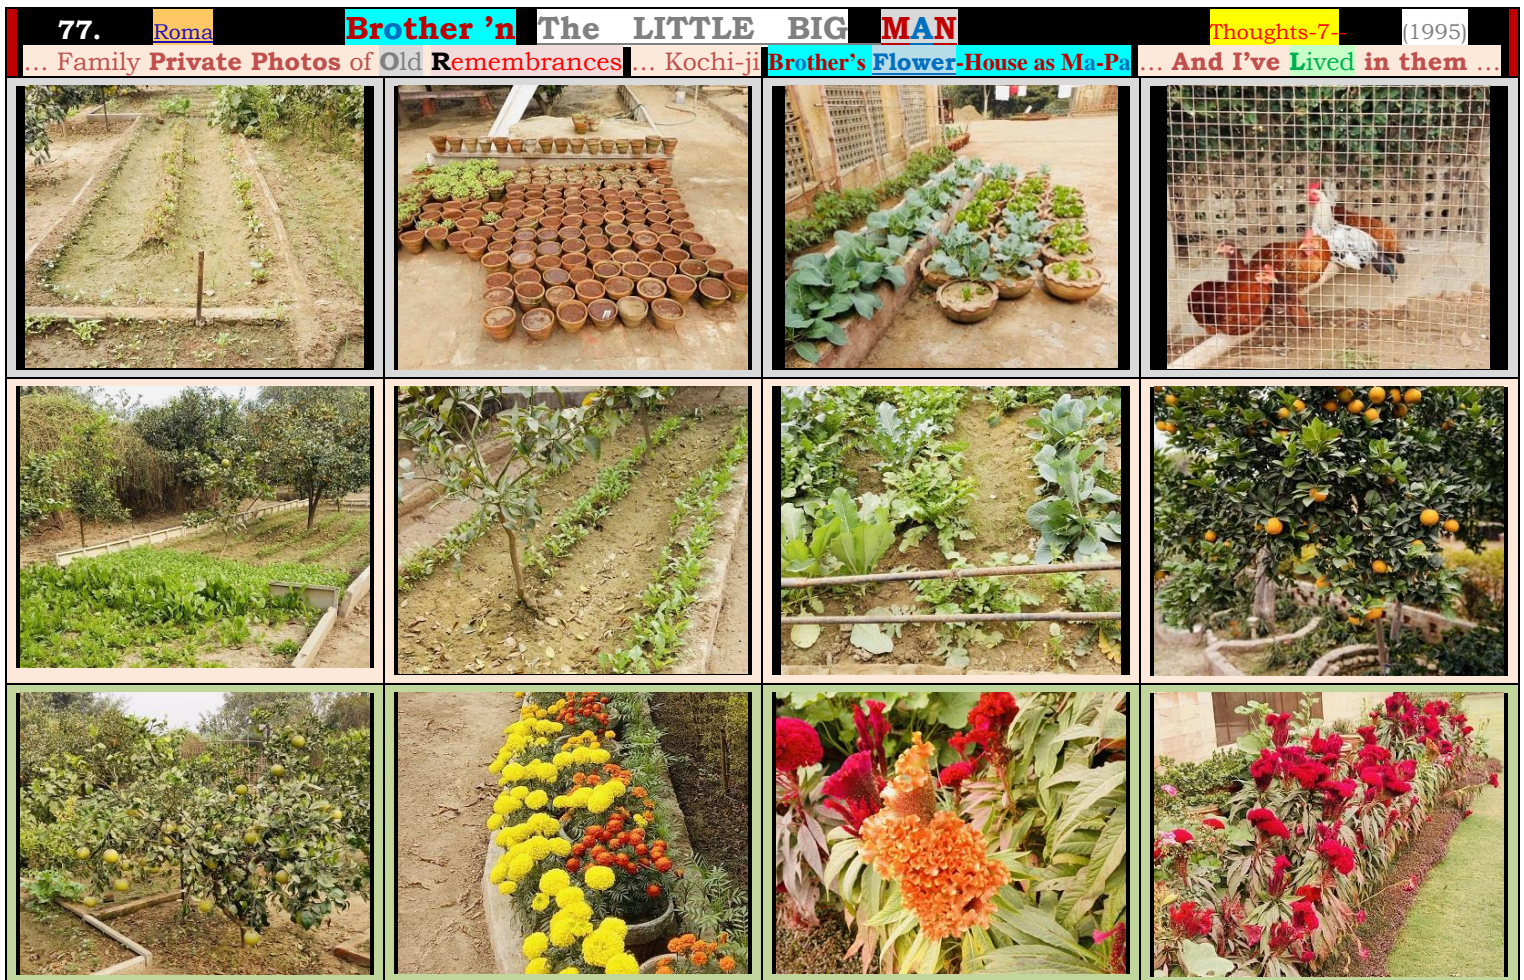 77. Roma Brother ’n The LITTLE BIG MAN Thoughts-7-- (1995)
... Family Private Photos of Old Remembrances ... Kochi-ji Brother’s Flower-House as Ma-Pa ... And I’ve Lived in them ...